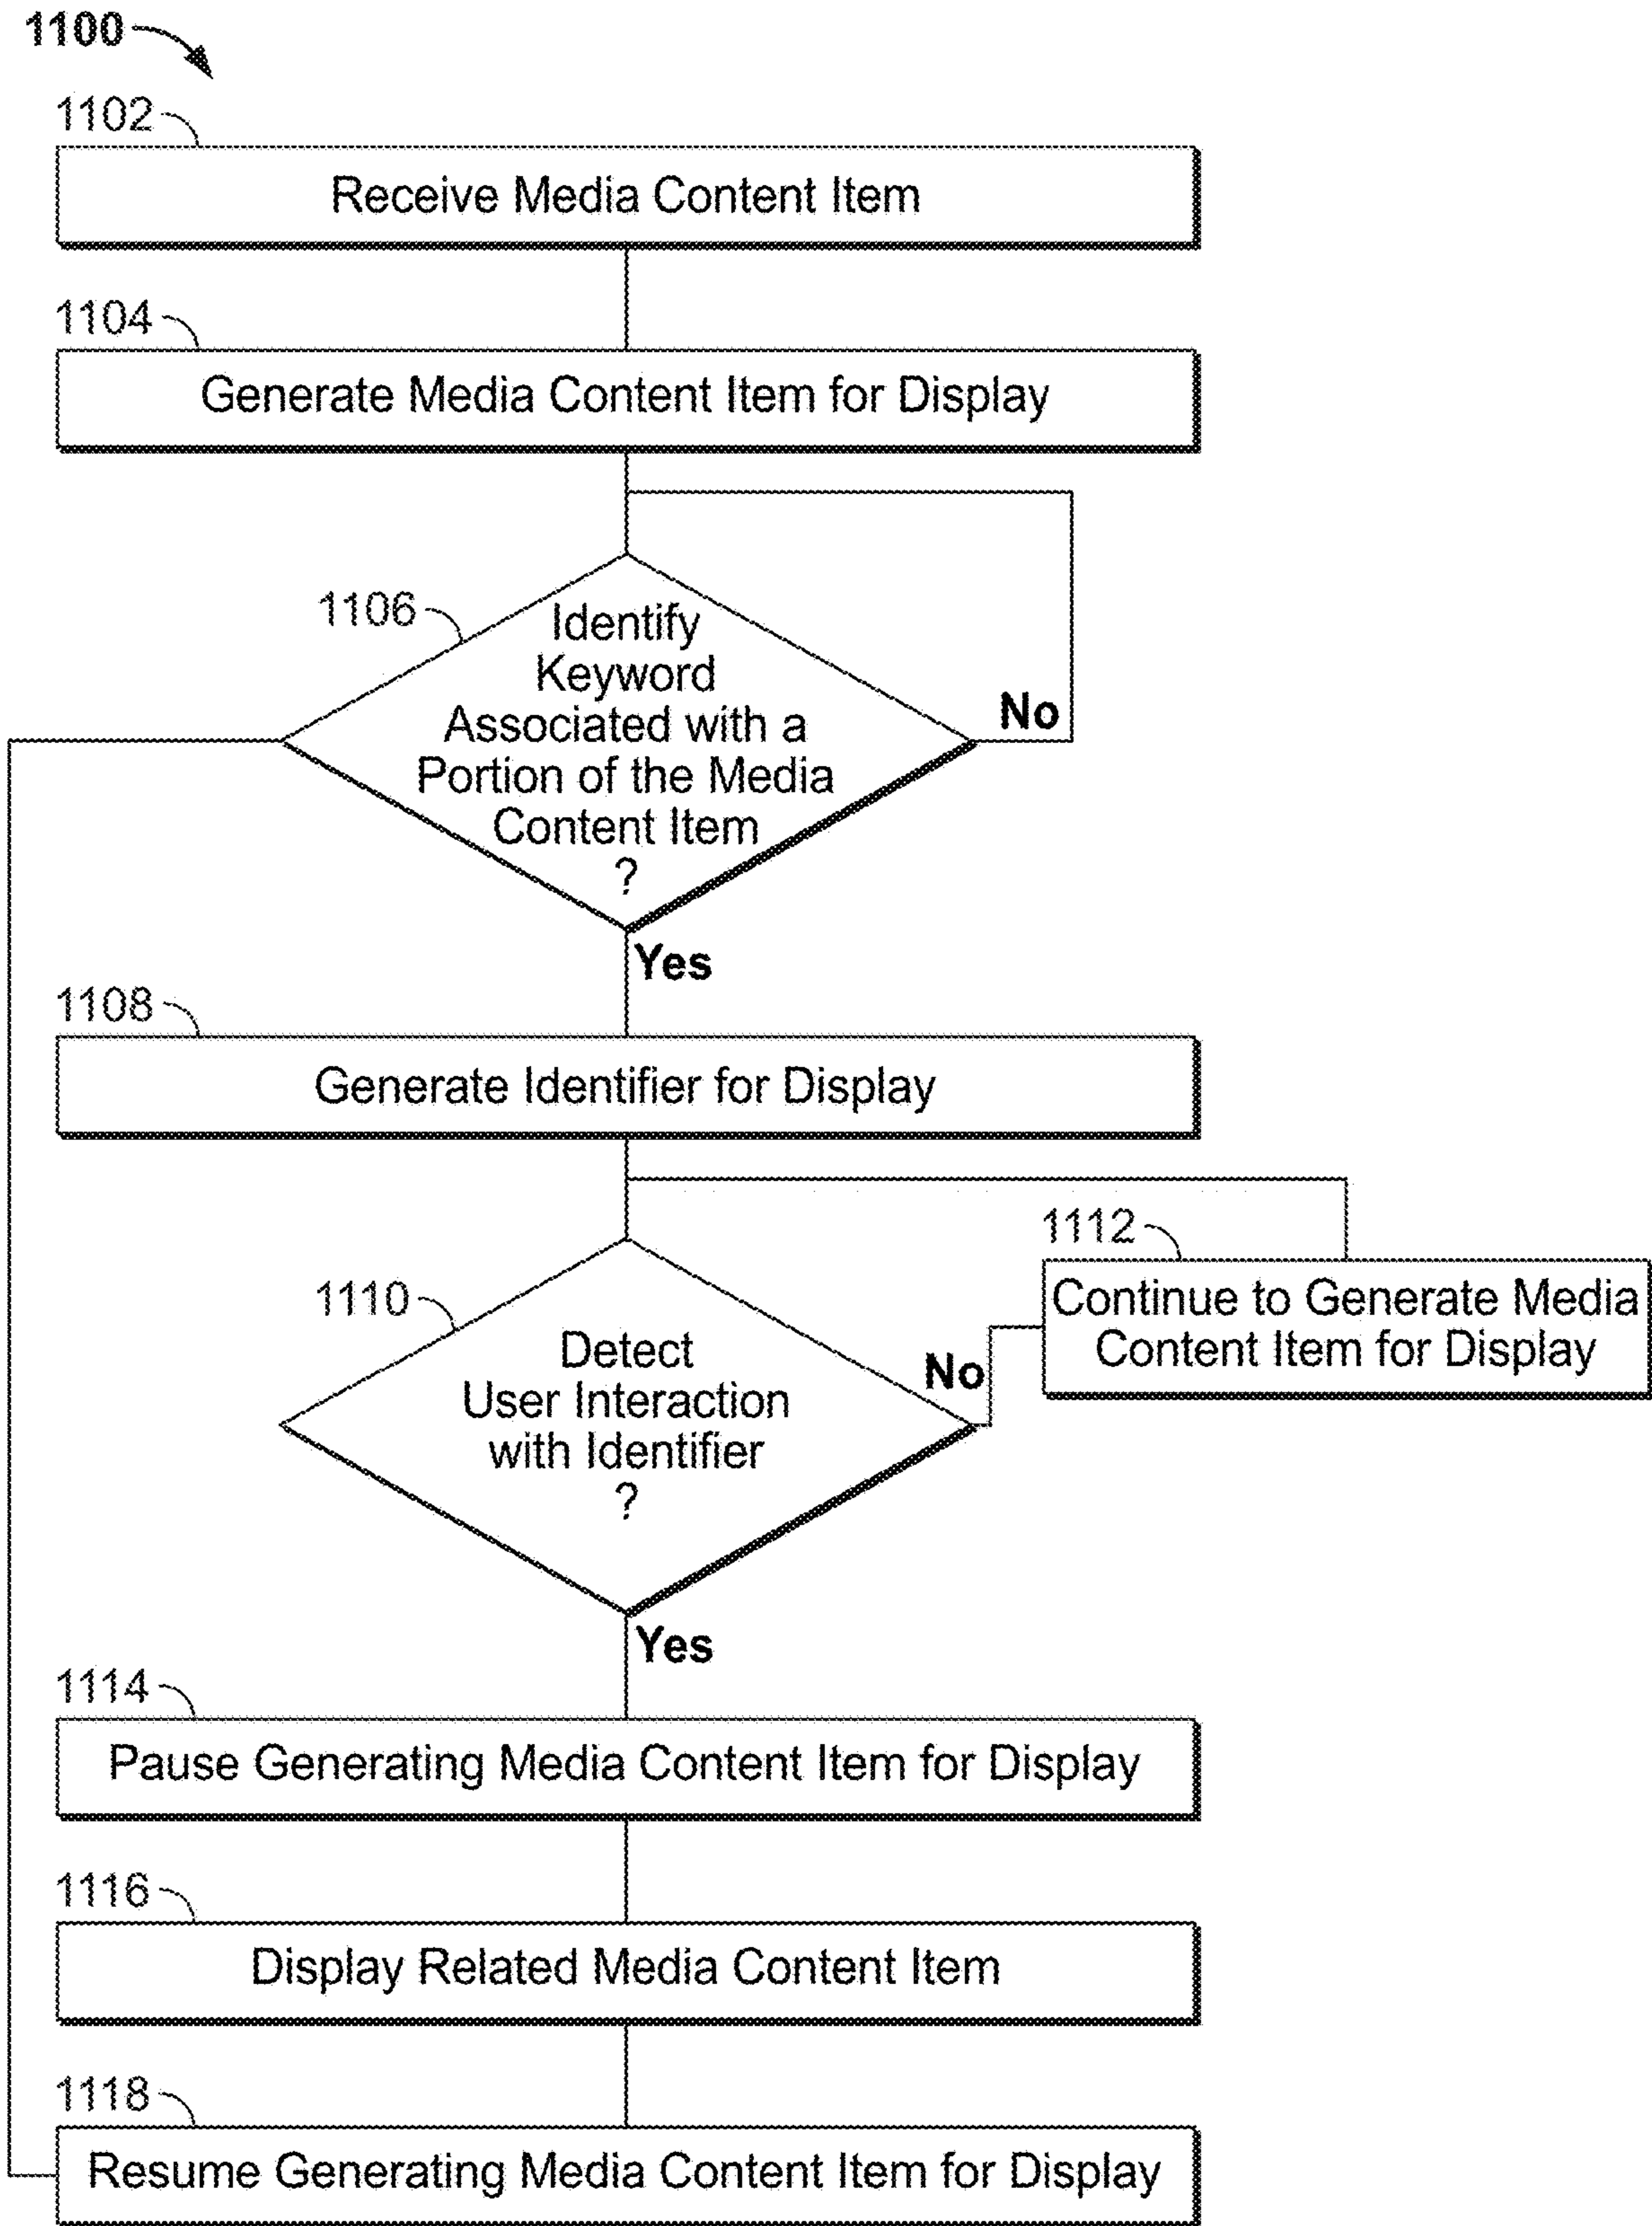 1100
1102
Receive Media Content Item
1104
Generate Media Content Item for Display
1106
Identify
Keyword
Associated with a
Portion of the Media
Content Item
?
No
Yes
1108
Generate Identifier for Display
1110
Detect
User Interaction
with Identifier
?
No
1112
Continue to Generate Media
Content Item for Display
Yes
1114
Pause Generating Media Content Item for Display
1116
Display Related Media Content Item
1118
Resume Generating Media Content Item for Display